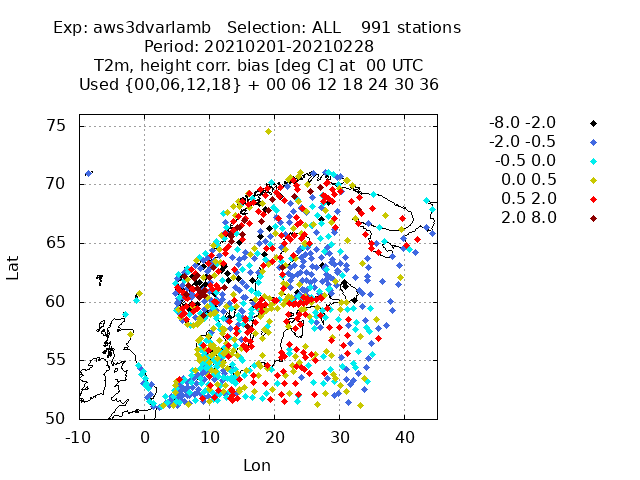 Exp: aws3dvarlamb   Selection: ALL    991 stations
Period: 20210201-20210228
T2m, height corr. bias [deg C] at  00 UTC
Used {00,06,12,18} + 00 06 12 18 24 30 36
-8.0 -2.0
-2.0 -0.5
-0.5 0.0
0.0 0.5
0.5 2.0
2.0 8.0
75
70
65
60
55
50
Lat
-10 0 10 20 30 40
Lon